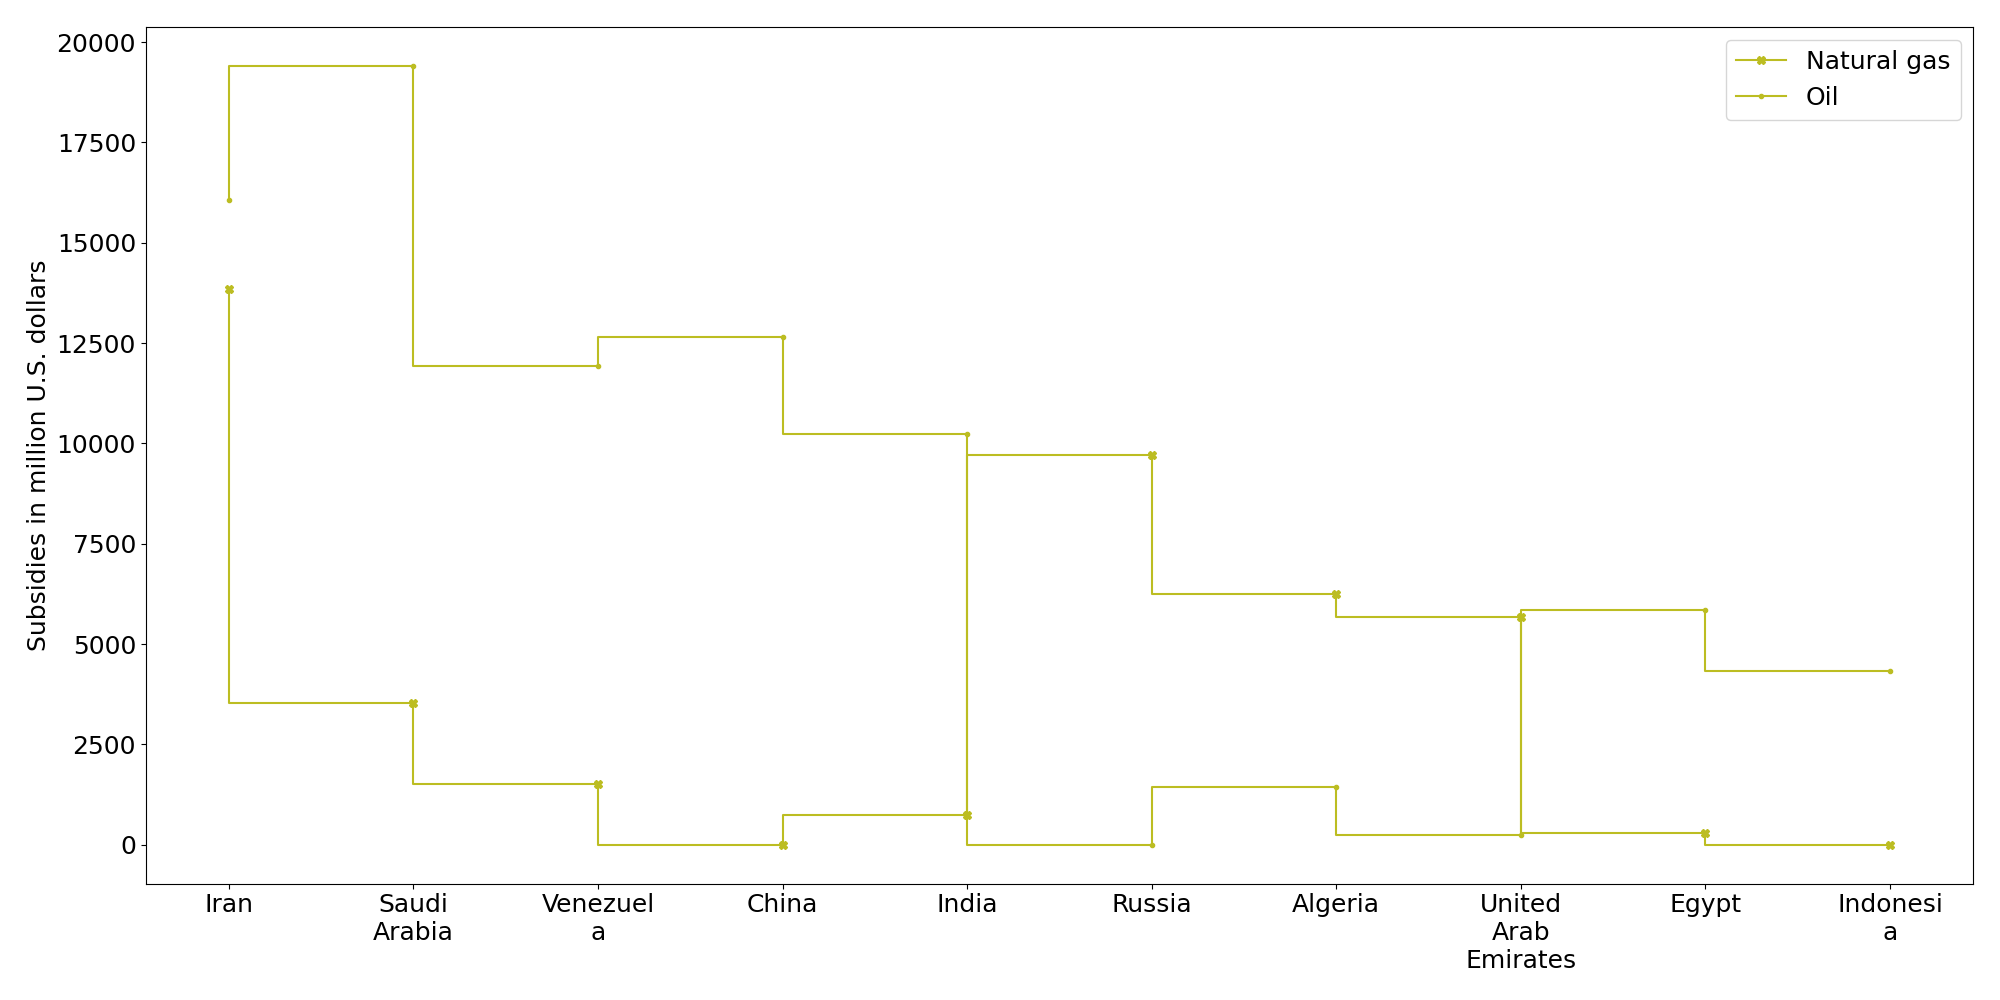 20000
17500
15000
12500
10000
7500
5000
2500
0
Subsidies in million U.S. dollars
Natural gas
Oil
Iran
Saudi
Arabia
Venezuel
a
China
India
Russia
Algeria
United
Arab
Emirates
Egypt
Indonesi
a